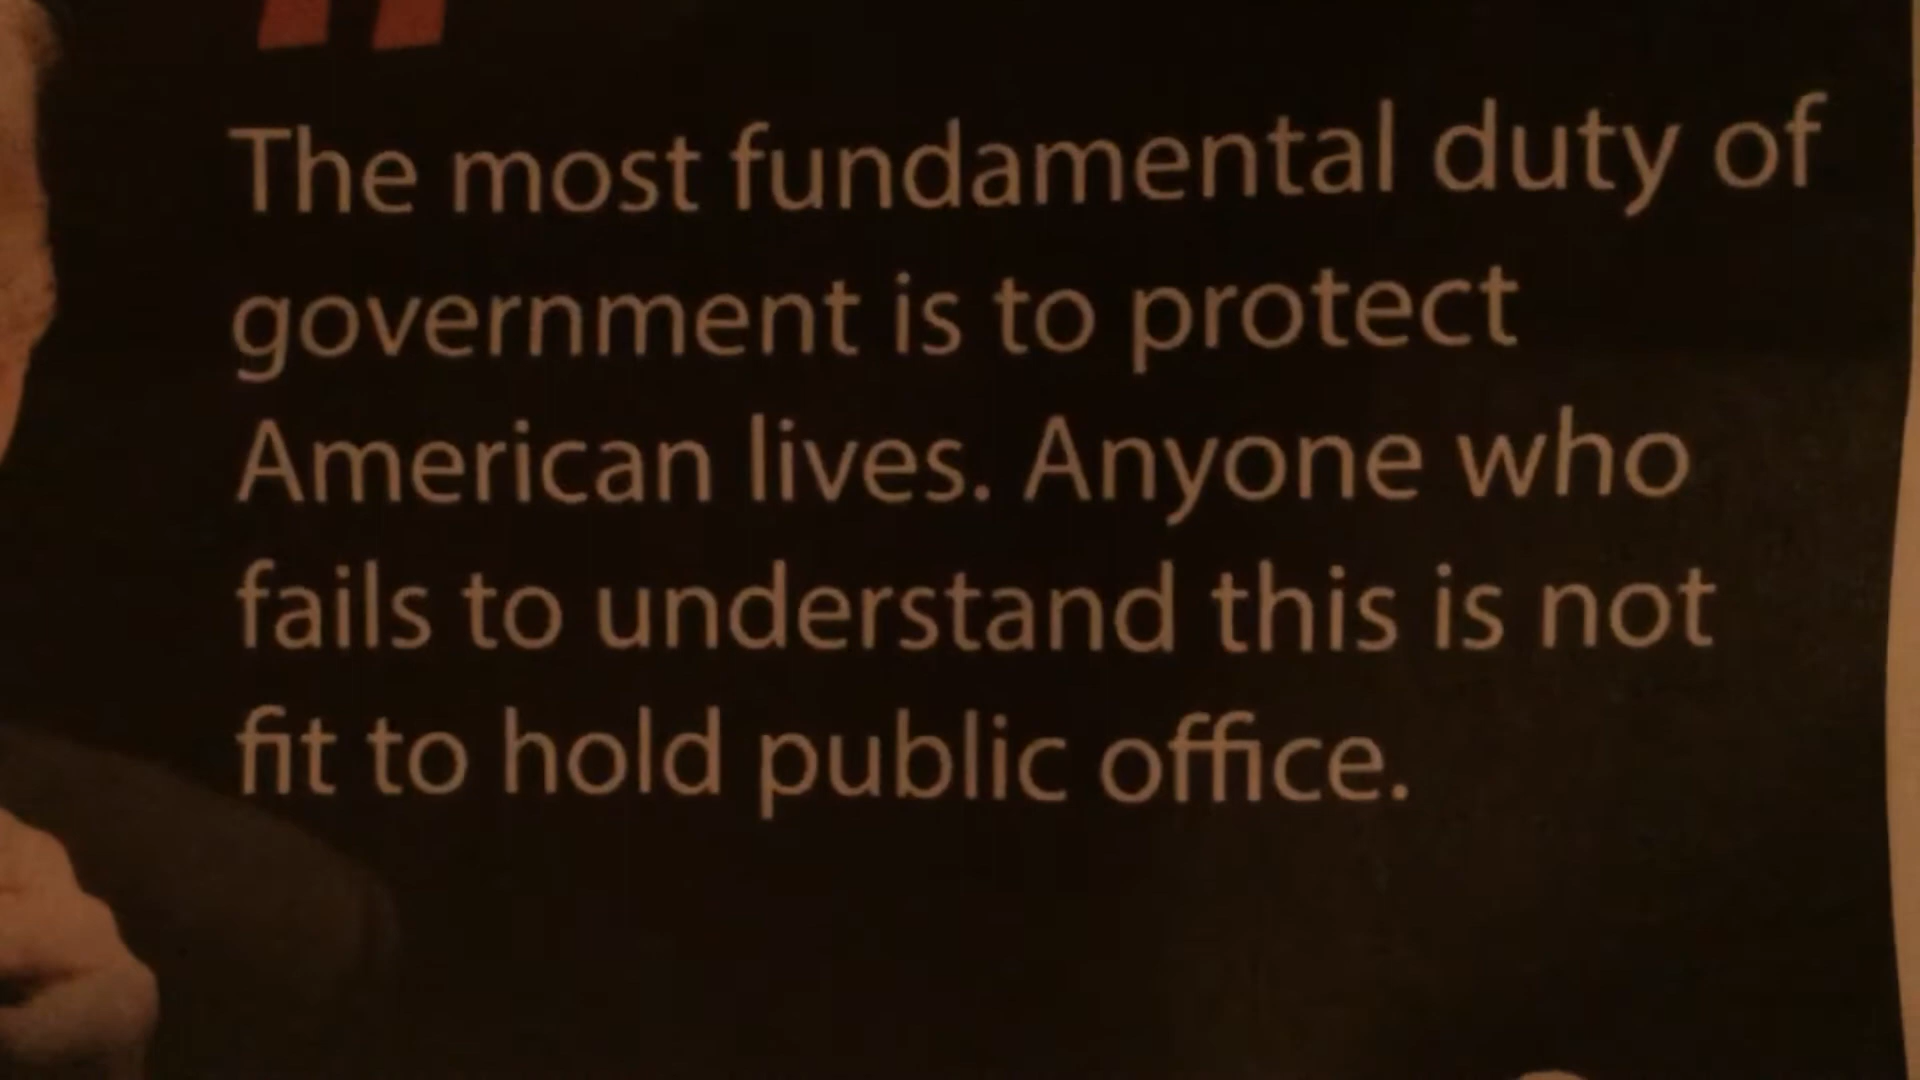 The most fundamental duty of
government is to protect
American lives. Anyone who
fails to understand this is not
fit to hold public office.